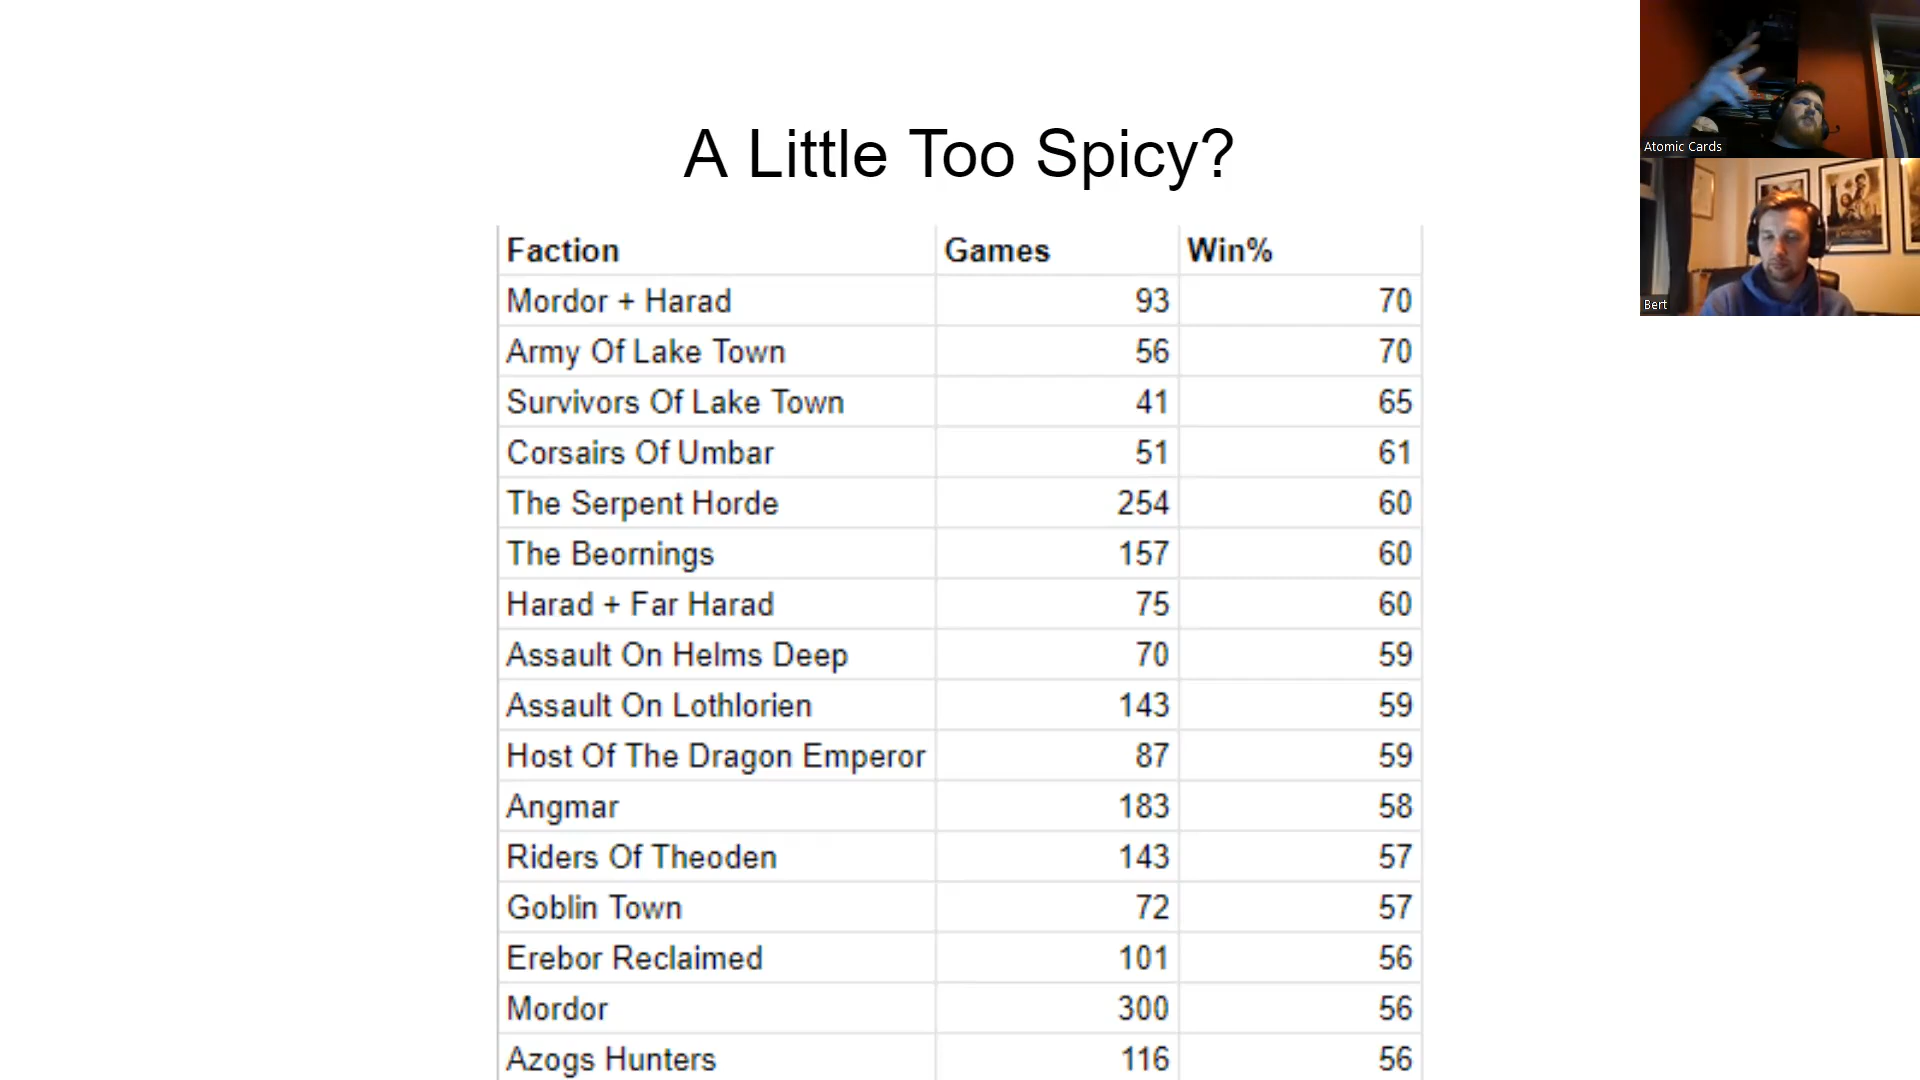 A Little Too Spicy?
Faction Games Win%
Mordor + Harad 93 70
Army Of Lake Town 56 70
Survivors Of Lake Town 41 65
Corsairs Of Umbar 51 61
The Serpent Horde 254 60
The Beornings 157 60
Harad + Far Harad 75 60
Assault On Helms Deep 70 59
Assault On Lothlorien 143 59
Host Of The Dragon Emperor 87 59
Angmar 183 58
Riders Of Theoden 143 57
Goblin Town 72 57
Erebor Reclaimed 101 56
Mordor 300 56
Azogs Hunters 116 56
Atomic Cards
Bert